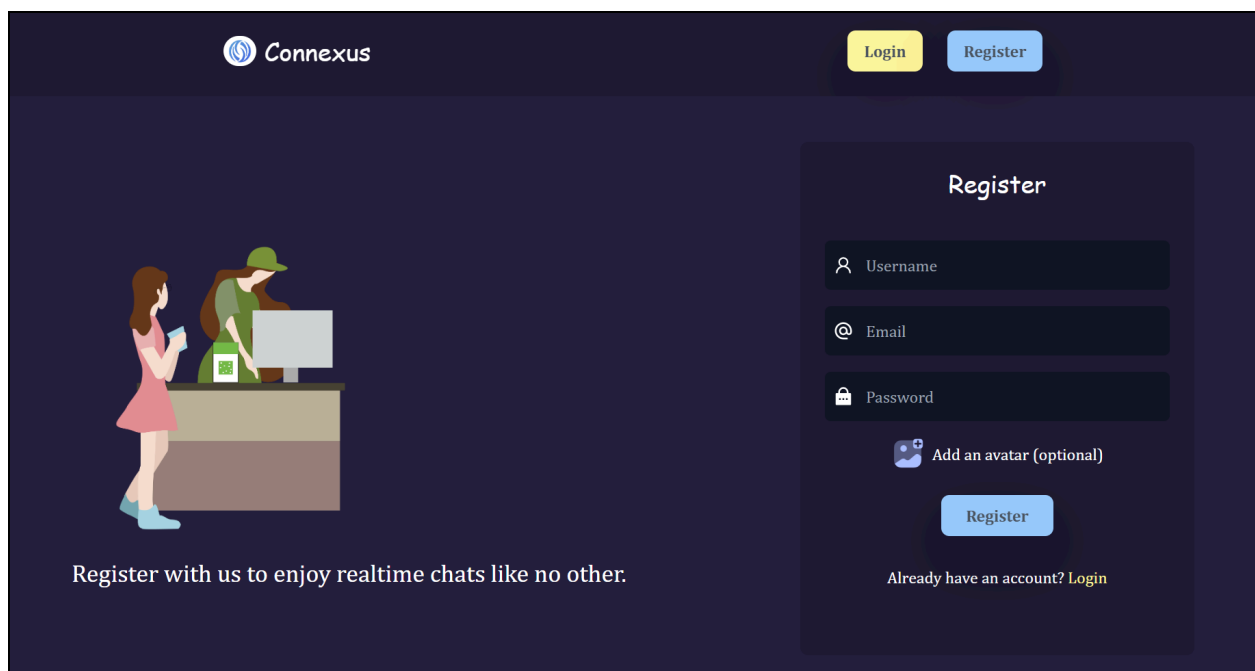 Connexus
Login
Register
Register
Username
Email
Password
Add an avatar (optional)
Register
Already have an account? Login
Register with us to enjoy realtime chats like no other.